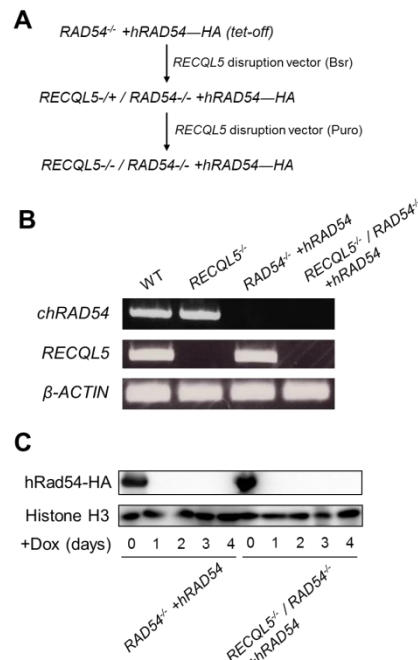 A
RAD54-/- +hRAD54—HA (tet-off)
RECQL5 disruption vector (Bsr)
RECQL5-/+ / RAD54-/- +hRAD54—HA
RECQL5 disruption vector (Puro)
RECQL5-/- / RAD54-/- +hRAD54—HA
B
WT
RECQL5-/-
RAD54-/- +hRAD54
RECQL5-/- / RAD54-/-
+hRAD54
chRAD54
RECQL5
β-ACTIN
C
hRad54-HA
Histone H3
+Dox (days) 0 1 2 3 4 0 1 2 3 4
RAD54-/- +hRAD54
RECQL5-/- / RAD54-/-
+hRAD54